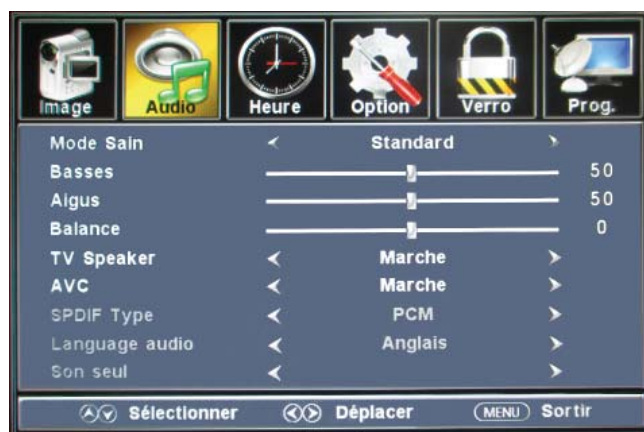 Image Audio Heure Option Verro Prog.
Mode Sain Standard
Basses 50
Aigus 50
Balance 0
TV Speaker Marche
AVC Marche
SPDIF Type PCM
Language audio Anglais
Son seul
Sélectionner Déplacer MENU Sortir